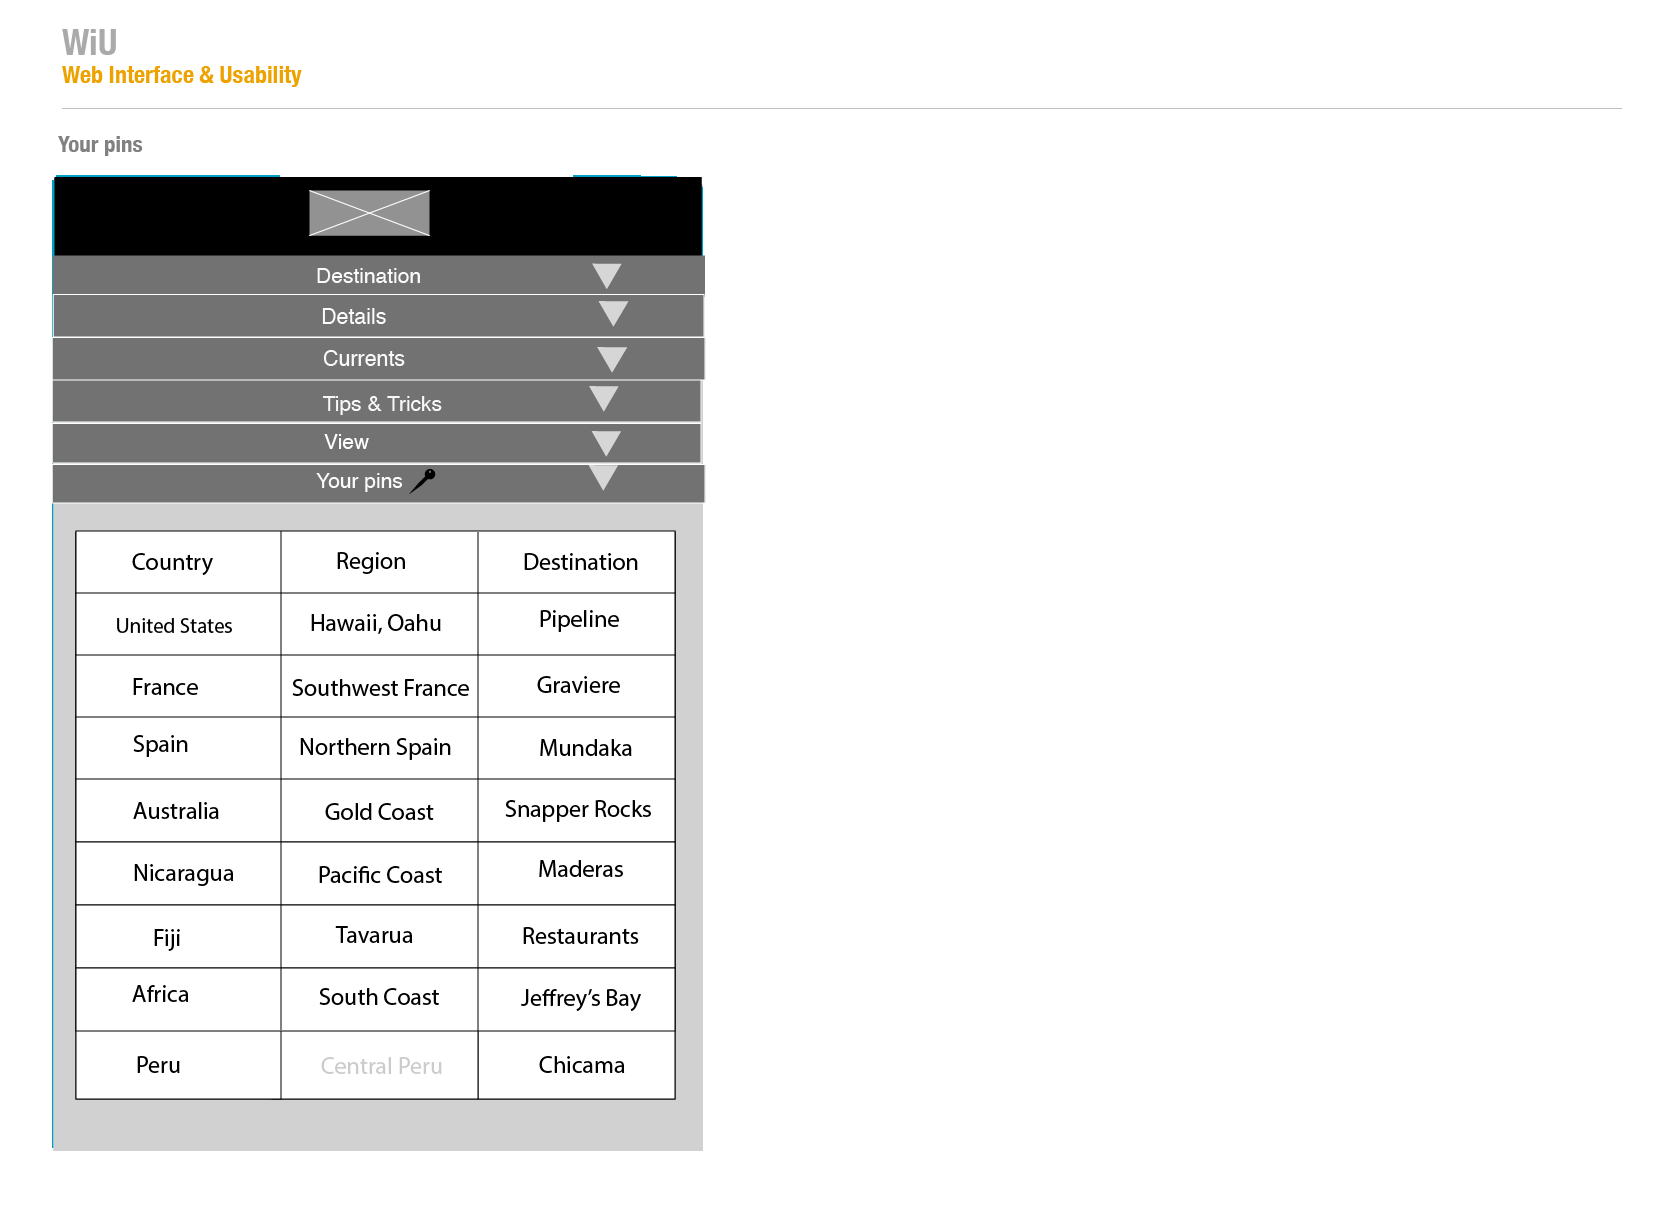 WiU
Web Interface & Usability
Your pins
Destination
Details
Currents
Tips & Tricks
View
Your pins
Country Region Destination
United States Hawaii, Oahu Pipeline
France Southwest France Graviere
Spain Northern Spain Mundaka
Australia Gold Coast Snapper Rocks
Nicaragua Pacific Coast Maderas
Fiji Tavarua Restaurants
Africa South Coast Jeffrey’s Bay
Peru Central Peru Chicama